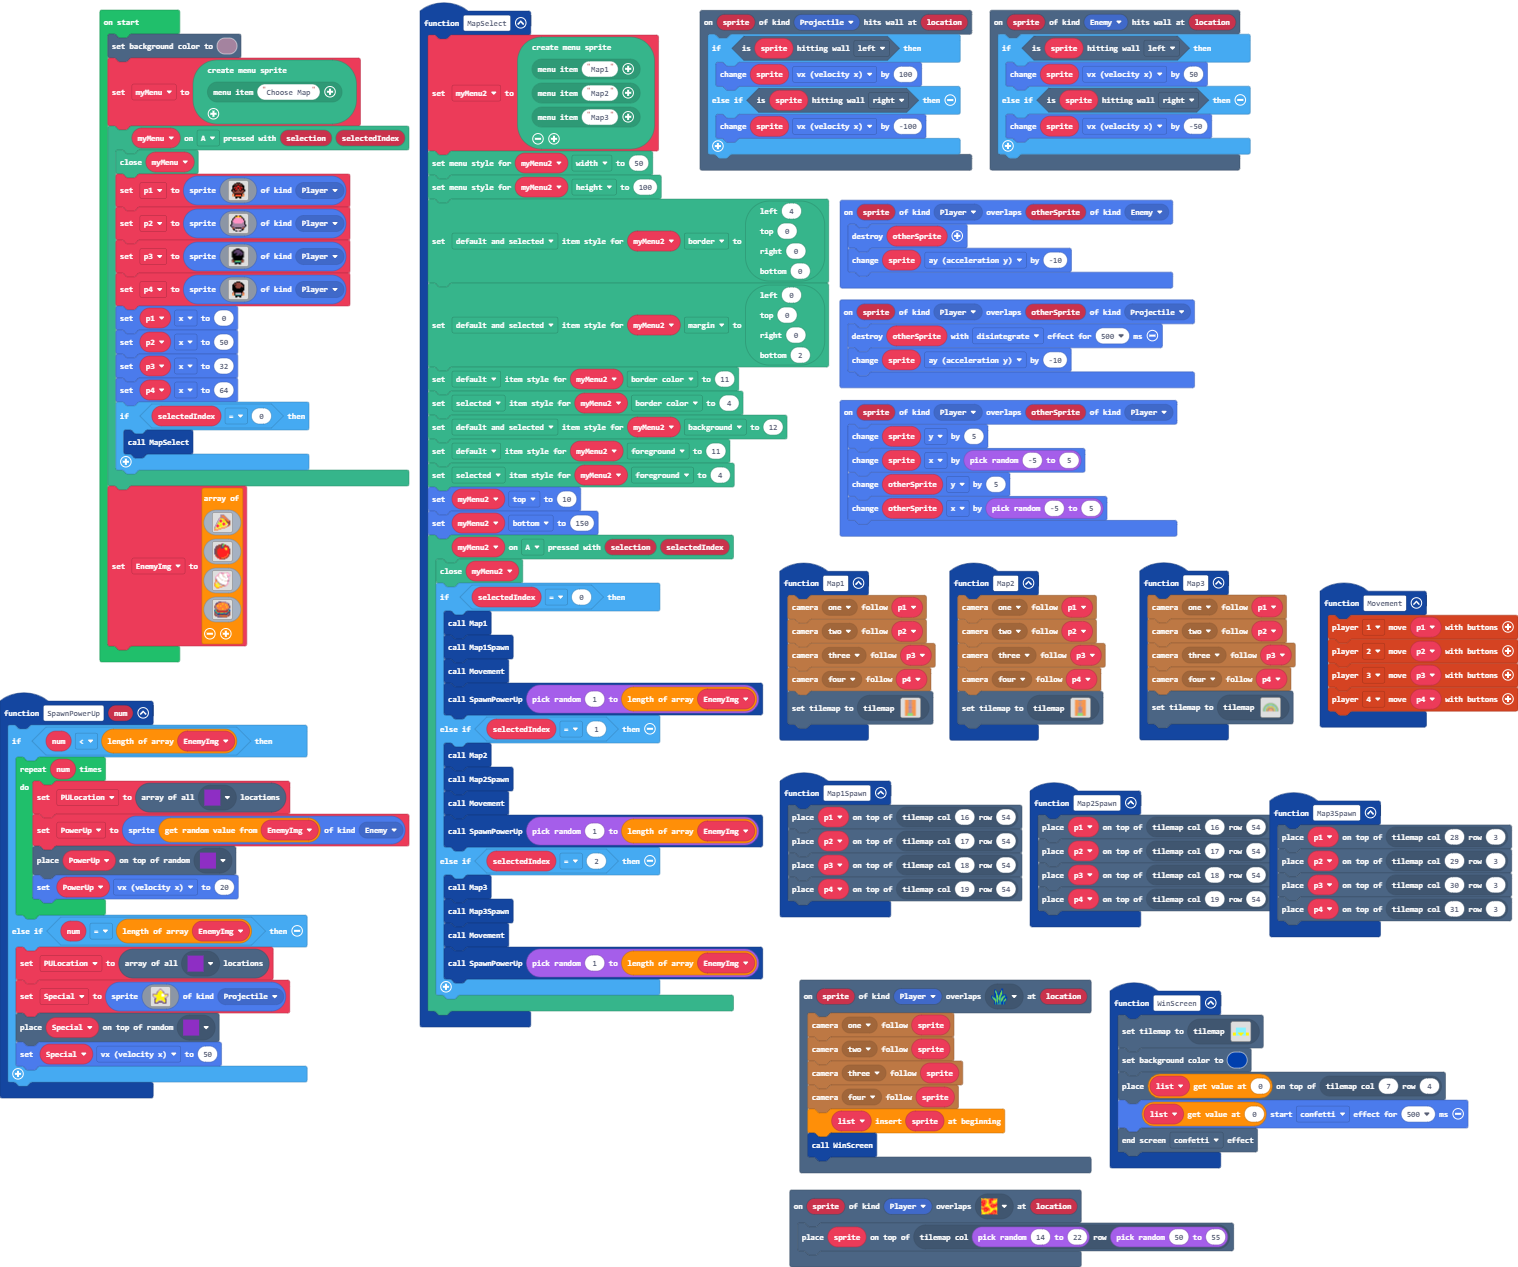 on start
set background color to
set myMenu to create menu sprite
menu item "Choose Map"
myMenu on A pressed with selection selectedIndex
close myMenu
set p1 to sprite of kind Player
set p2 to sprite of kind Player
set p3 to sprite of kind Player
set p4 to sprite of kind Player
set p1 x to 0
set p2 x to 50
set p3 x to 32
set p4 x to 64
if selectedIndex = 0 then
call MapSelect
set EnemyImg to array of
function SpawnPowerUp num
if num < length of array EnemyImg then
repeat num times
do
set PULocation to array of all locations
set PowerUp to sprite get random value from EnemyImg of kind Enemy
place PowerUp on top of random
set PowerUp vx (velocity x) to 20
else if num = length of array EnemyImg then
set PULocation to array of all locations
set Special to sprite of kind Projectile
place Special on top of random
set Special vx (velocity x) to 50
function MapSelect
set myMenu2 to create menu sprite
menu item "Map1"
menu item "Map2"
menu item "Map3"
set menu style for myMenu2 width to 50
set menu style for myMenu2 height to 100
set default and selected item style for myMenu2 border to
left 4
top 0
right 0
bottom 0
set default and selected item style for myMenu2 margin to
left 0
top 0
right 0
bottom 2
set default item style for myMenu2 border color to 11
set selected item style for myMenu2 border color to 4
set default and selected item style for myMenu2 background to 12
set default item style for myMenu2 foreground to 11
set selected item style for myMenu2 foreground to 4
set myMenu2 top to 10
set myMenu2 bottom to 150
myMenu2 on A pressed with selection selectedIndex
close myMenu2
if selectedIndex = 0 then
call Map1
call Map1Spawn
call Movement
call SpawnPowerUp pick random 1 to length of array EnemyImg
else if selectedIndex = 1 then
call Map2
call Map2Spawn
call Movement
call SpawnPowerUp pick random 1 to length of array EnemyImg
else if selectedIndex = 2 then
call Map3
call Map3Spawn
call Movement
call SpawnPowerUp pick random 1 to length of array EnemyImg
on sprite of kind Projectile hits wall at location
if is sprite hitting wall left then
change sprite vx (velocity x) by 100
else if is sprite hitting wall right then
change sprite vx (velocity x) by -100
on sprite of kind Enemy hits wall at location
if is sprite hitting wall left then
change sprite vx (velocity x) by 50
else if is sprite hitting wall right then
change sprite vx (velocity x) by -50
on sprite of kind Player overlaps otherSprite of kind Enemy
destroy otherSprite
change sprite ay (acceleration y) by -10
on sprite of kind Player overlaps otherSprite of kind Projectile
destroy otherSprite with disintegrate effect for 500 ms
change sprite ay (acceleration y) by -10
on sprite of kind Player overlaps otherSprite of kind Player
change sprite y by 5
change sprite x by pick random -5 to 5
change otherSprite y by 5
change otherSprite x by pick random -5 to 5
function Map1
camera one follow p1
camera two follow p2
camera three follow p3
camera four follow p4
set tilemap to tilemap
function Map2
camera one follow p1
camera two follow p2
camera three follow p3
camera four follow p4
set tilemap to tilemap
function Map3
camera one follow p1
camera two follow p2
camera three follow p3
camera four follow p4
set tilemap to tilemap
function Movement
player 1 move p1 with buttons
player 2 move p2 with buttons
player 3 move p3 with buttons
player 4 move p4 with buttons
function Map1Spawn
place p1 on top of tilemap col 16 row 54
place p2 on top of tilemap col 17 row 54
place p3 on top of tilemap col 18 row 54
place p4 on top of tilemap col 19 row 54
function Map2Spawn
place p1 on top of tilemap col 16 row 54
place p2 on top of tilemap col 17 row 54
place p3 on top of tilemap col 18 row 54
place p4 on top of tilemap col 19 row 54
function Map3Spawn
place p1 on top of tilemap col 28 row 3
place p2 on top of tilemap col 29 row 3
place p3 on top of tilemap col 30 row 3
place p4 on top of tilemap col 31 row 3
on sprite of kind Player overlaps at location
camera one follow sprite
camera two follow sprite
camera three follow sprite
camera four follow sprite
list insert sprite at beginning
call WinScreen
function WinScreen
set tilemap to tilemap
set background color to
place list get value at 0 on top of tilemap col 7 row 4
list get value at 0 start confetti effect for 500 ms
end screen confetti effect
on sprite of kind Player overlaps at location
place sprite on top of tilemap col pick random 14 to 22 row pick random 50 to 55